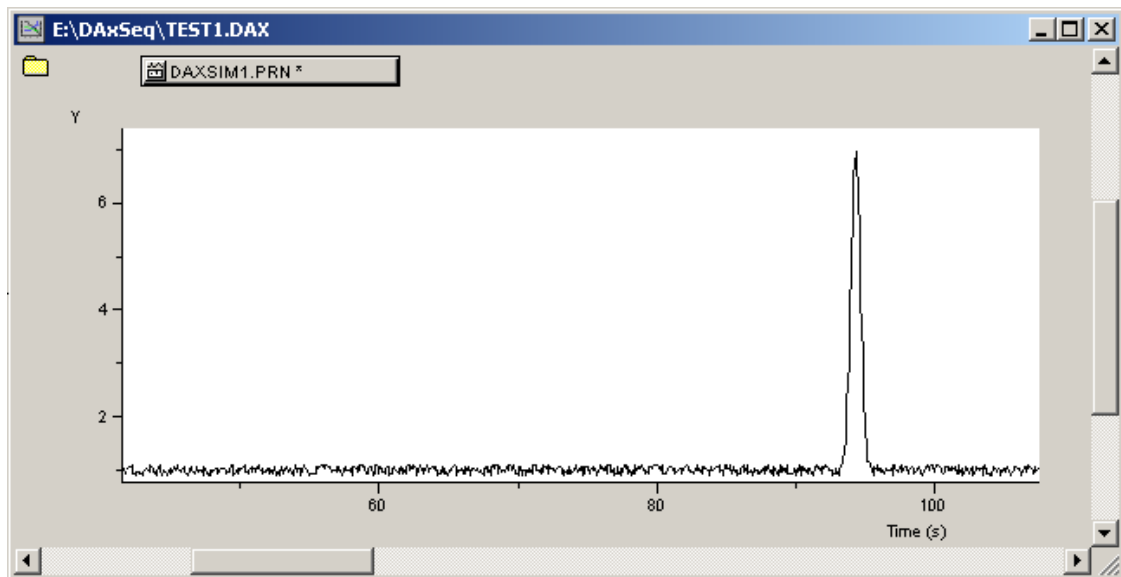 E:\DAxSeq\TEST1.DAX
DAXSIM1.PRN *
Y
6
4
2
60 80 100
Time (s)